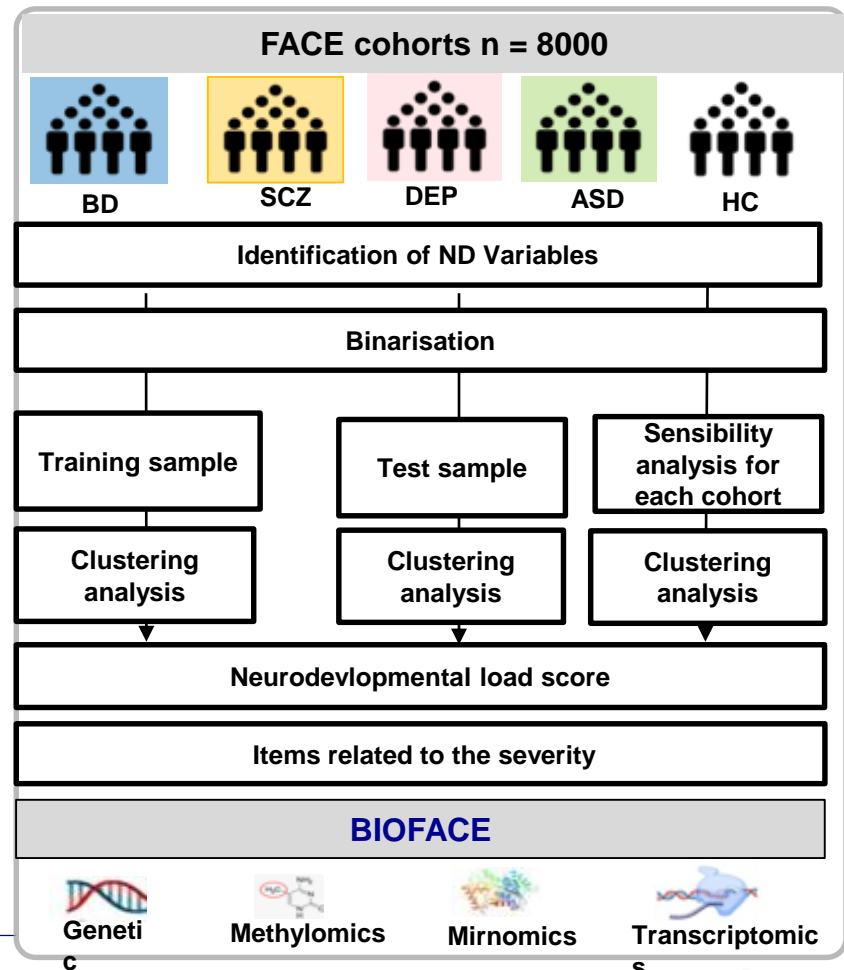 FACE cohorts n = 8000
BD
SCZ
DEP
ASD
HC
Identification of ND Variables
Binarisation
Training sample
Test sample
Sensibility
analysis for
each cohort
Clustering
analysis
Clustering
analysis
Clustering
analysis
Neurodevlopmental load score
Items related to the severity
BIOFACE
H₃C
NH₂
N
N
H
O
Geneti
c
Methylomics
Mirnomics
Transcriptomic
s